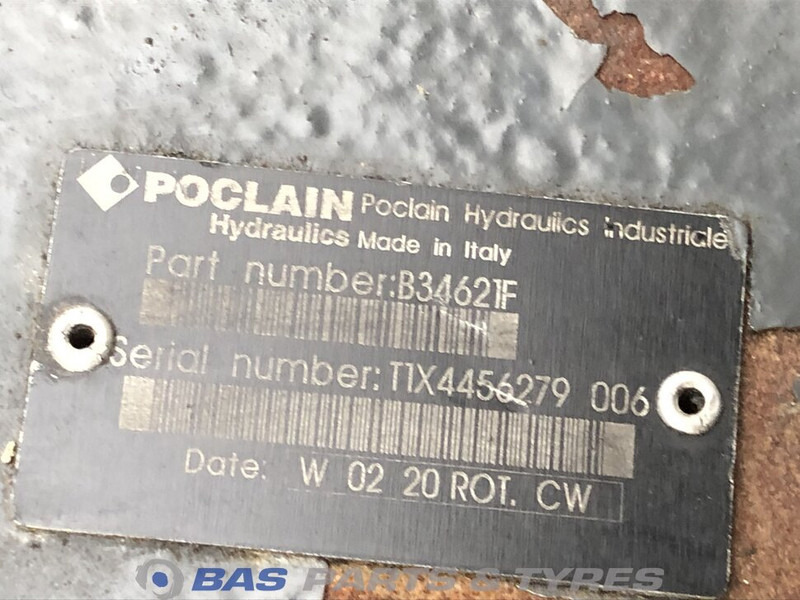 POCLAIN Poclain Hydraulics Industriale
Hydraulics Made in Italy
Part number:B34621F
Serial number:T1X4456279 006
Date: W 02 20 ROT. CW
BAS PARTS & TYRES